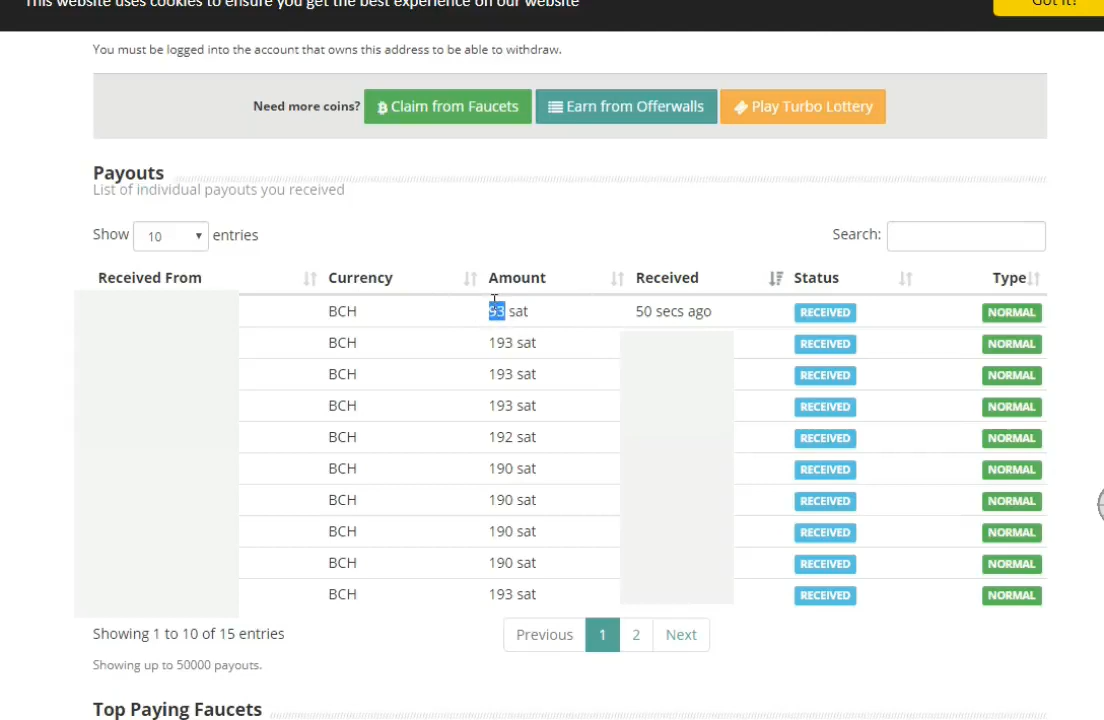 This website uses cookies to ensure you get the best experience on our website
Got it!
You must be logged into the account that owns this address to be able to withdraw.
Need more coins? Claim from Faucets Earn from Offerwalls Play Turbo Lottery
Payouts
List of individual payouts you received
Show 10 entries Search:
Received From Currency Amount Received Status Type
BCH 93 sat 50 secs ago RECEIVED NORMAL
BCH 193 sat RECEIVED NORMAL
BCH 193 sat RECEIVED NORMAL
BCH 193 sat RECEIVED NORMAL
BCH 192 sat RECEIVED NORMAL
BCH 190 sat RECEIVED NORMAL
BCH 190 sat RECEIVED NORMAL
BCH 190 sat RECEIVED NORMAL
BCH 190 sat RECEIVED NORMAL
BCH 193 sat RECEIVED NORMAL
Showing 1 to 10 of 15 entries Previous 1 2 Next
Showing up to 50000 payouts.
Top Paying Faucets